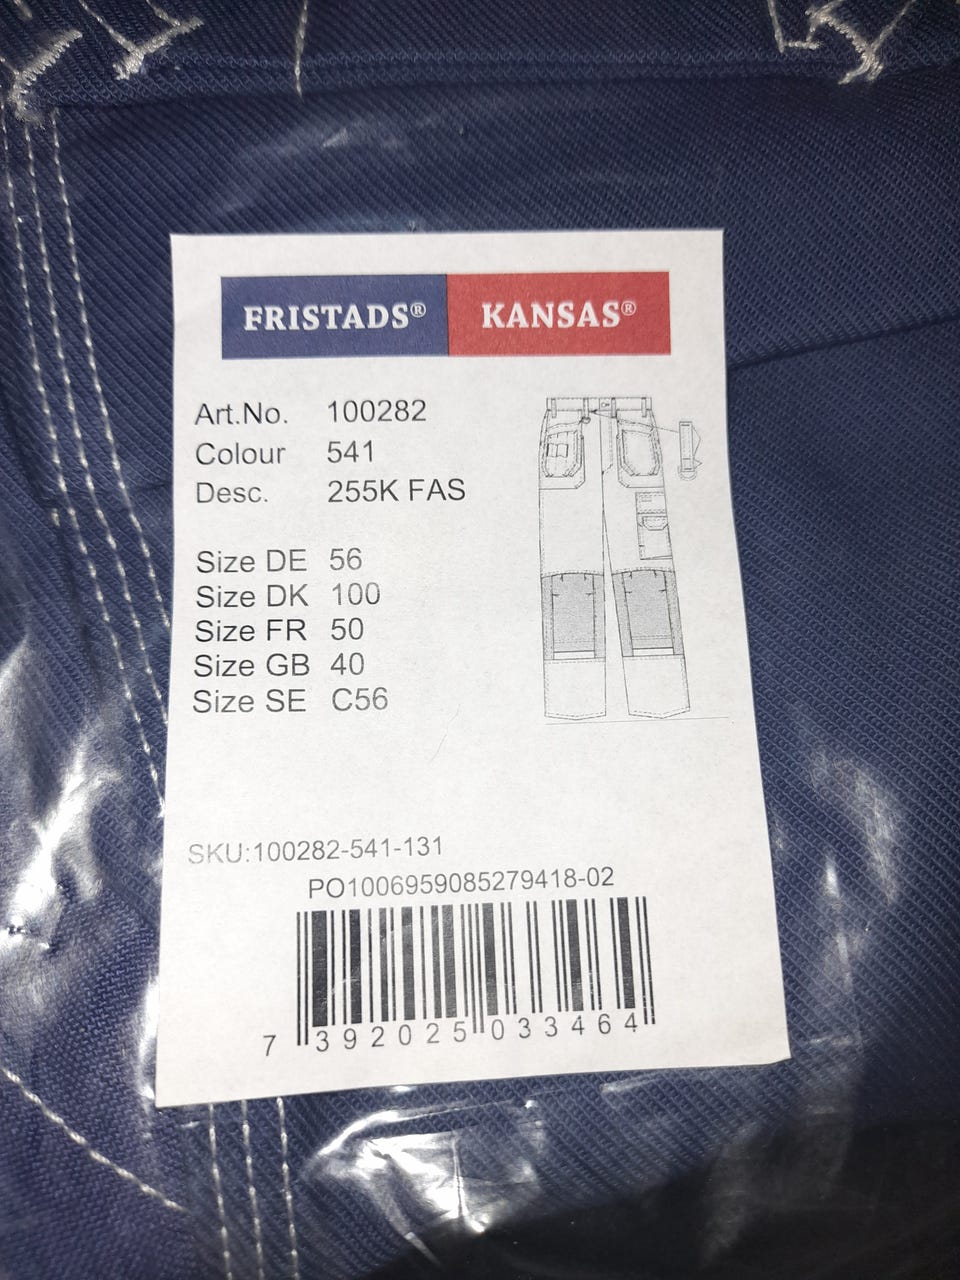 FRISTADS® KANSAS®
Art.No. 100282
Colour 541
Desc. 255K FAS
Size DE 56
Size DK 100
Size FR 50
Size GB 40
Size SE C56
SKU:100282-541-131
PO1006959085279418-02
7 392025 033464